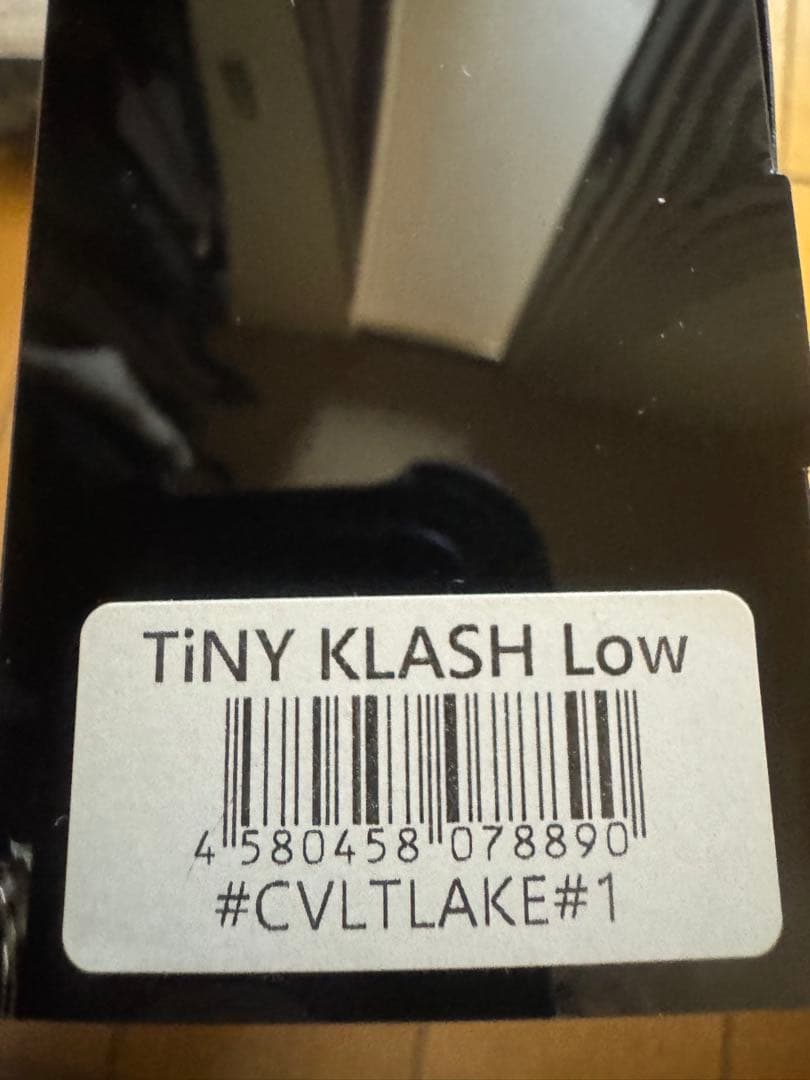 TiNY KLASH Low
4 580458 078890
#CVLTLAKE#1